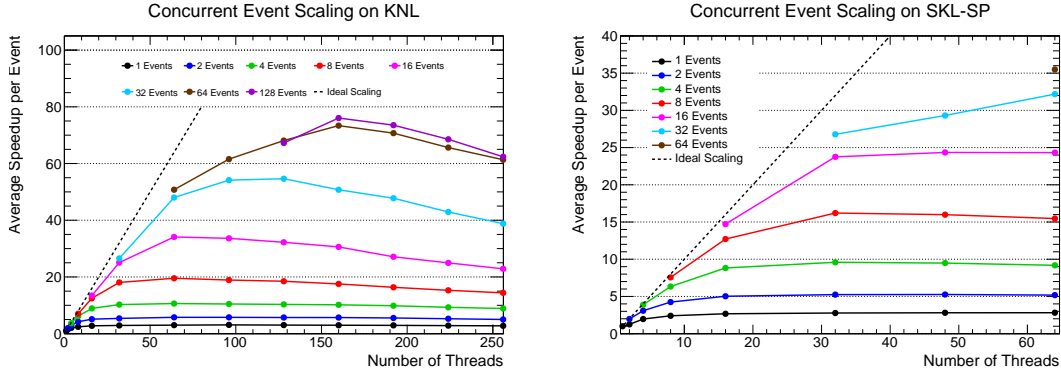 Concurrent Event Scaling on KNL
Average Speedup per Event
100
80
60
40
20
0
1 Events
2 Events
4 Events
8 Events
16 Events
32 Events
64 Events
128 Events
Ideal Scaling
0
50
100
150
200
250
Number of Threads
Concurrent Event Scaling on SKL-SP
Average Speedup per Event
40
35
30
25
20
15
10
5
0
1 Events
2 Events
4 Events
8 Events
16 Events
32 Events
64 Events
Ideal Scaling
10
20
30
40
50
60
Number of Threads